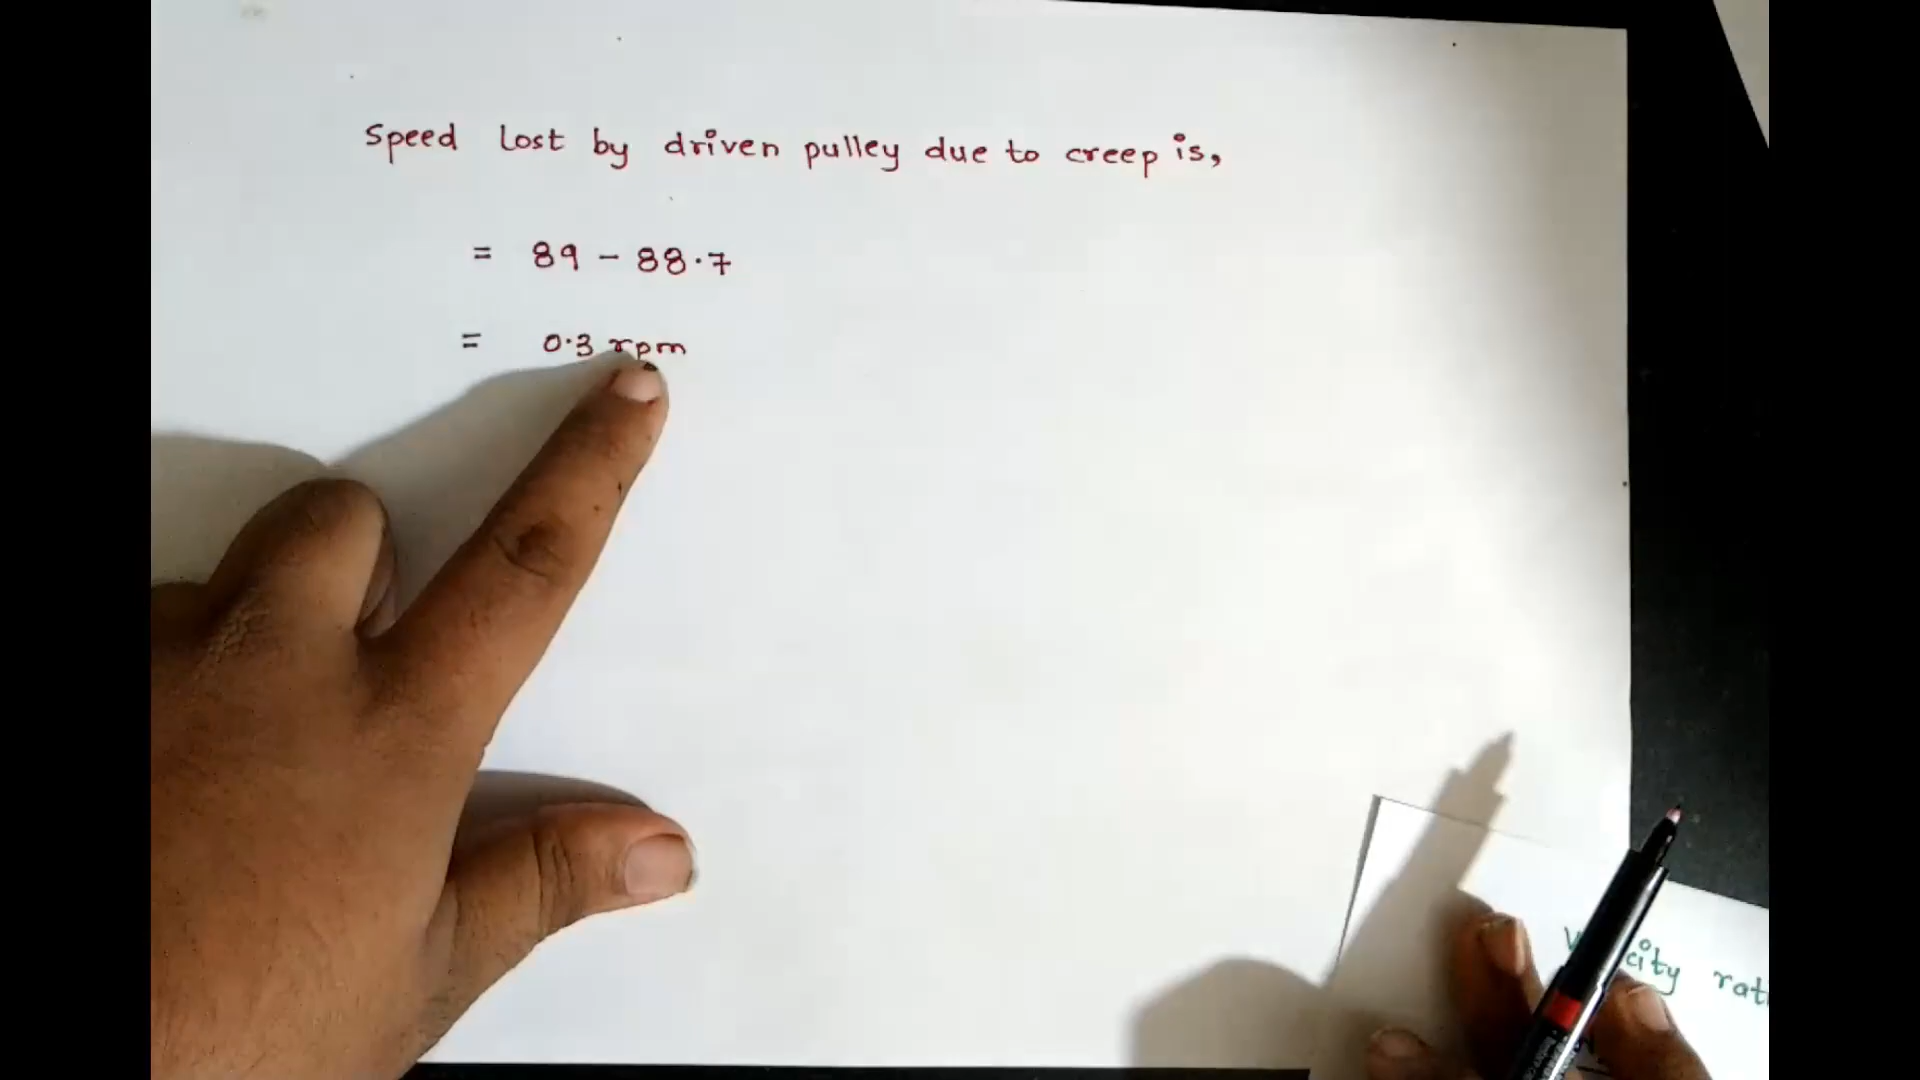 Speed lost by driven pulley due to creep is,
= 89 - 88.7
= 0.3 rpm